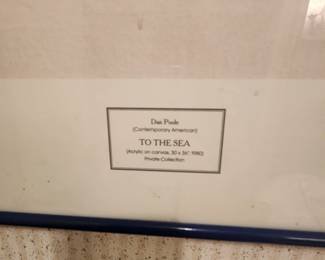 Dan Poole
(Contemporary American)
TO THE SEA
(Acrylic on canvas, 30 x 36", 1980)
Private Collection